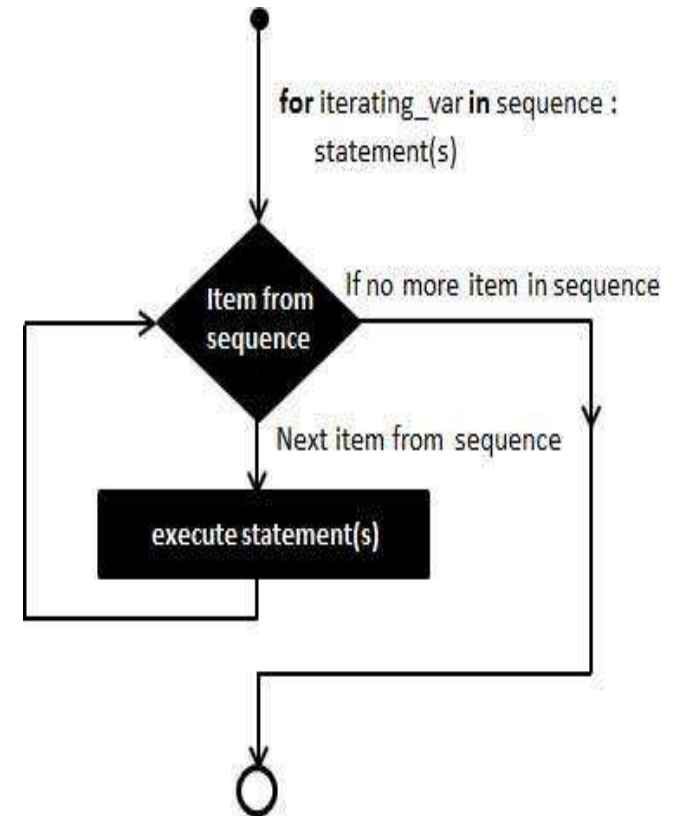 for iterating_var in sequence :
statement(s)
Item from
sequence
If no more item in sequence
Next item from sequence
execute statement(s)